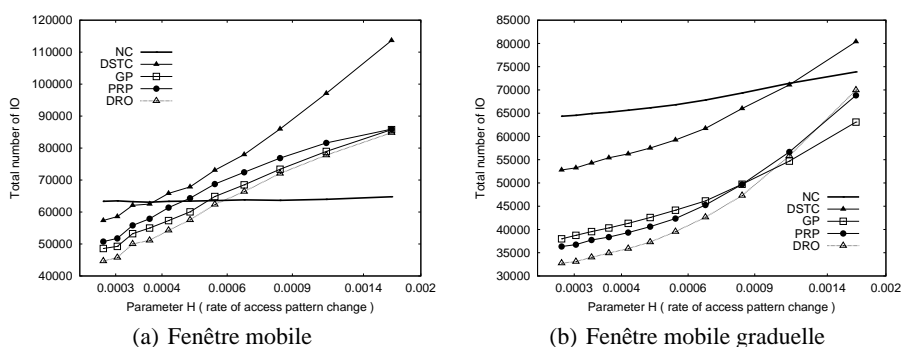 120000
110000
100000
90000
80000
70000
60000
50000
40000
Total number of IO
NC
DSTC
GP
PRP
DRO
0.0003 0.0004 0.0006 0.0009 0.0014 0.002
Parameter H ( rate of access pattern change )
(a) Fenêtre mobile
85000
80000
75000
70000
65000
60000
55000
50000
45000
40000
35000
30000
Total number of IO
NC
DSTC
GP
PRP
DRO
0.0003 0.0004 0.0006 0.0009 0.0014 0.002
Parameter H ( rate of access pattern change )
(b) Fenêtre mobile graduelle